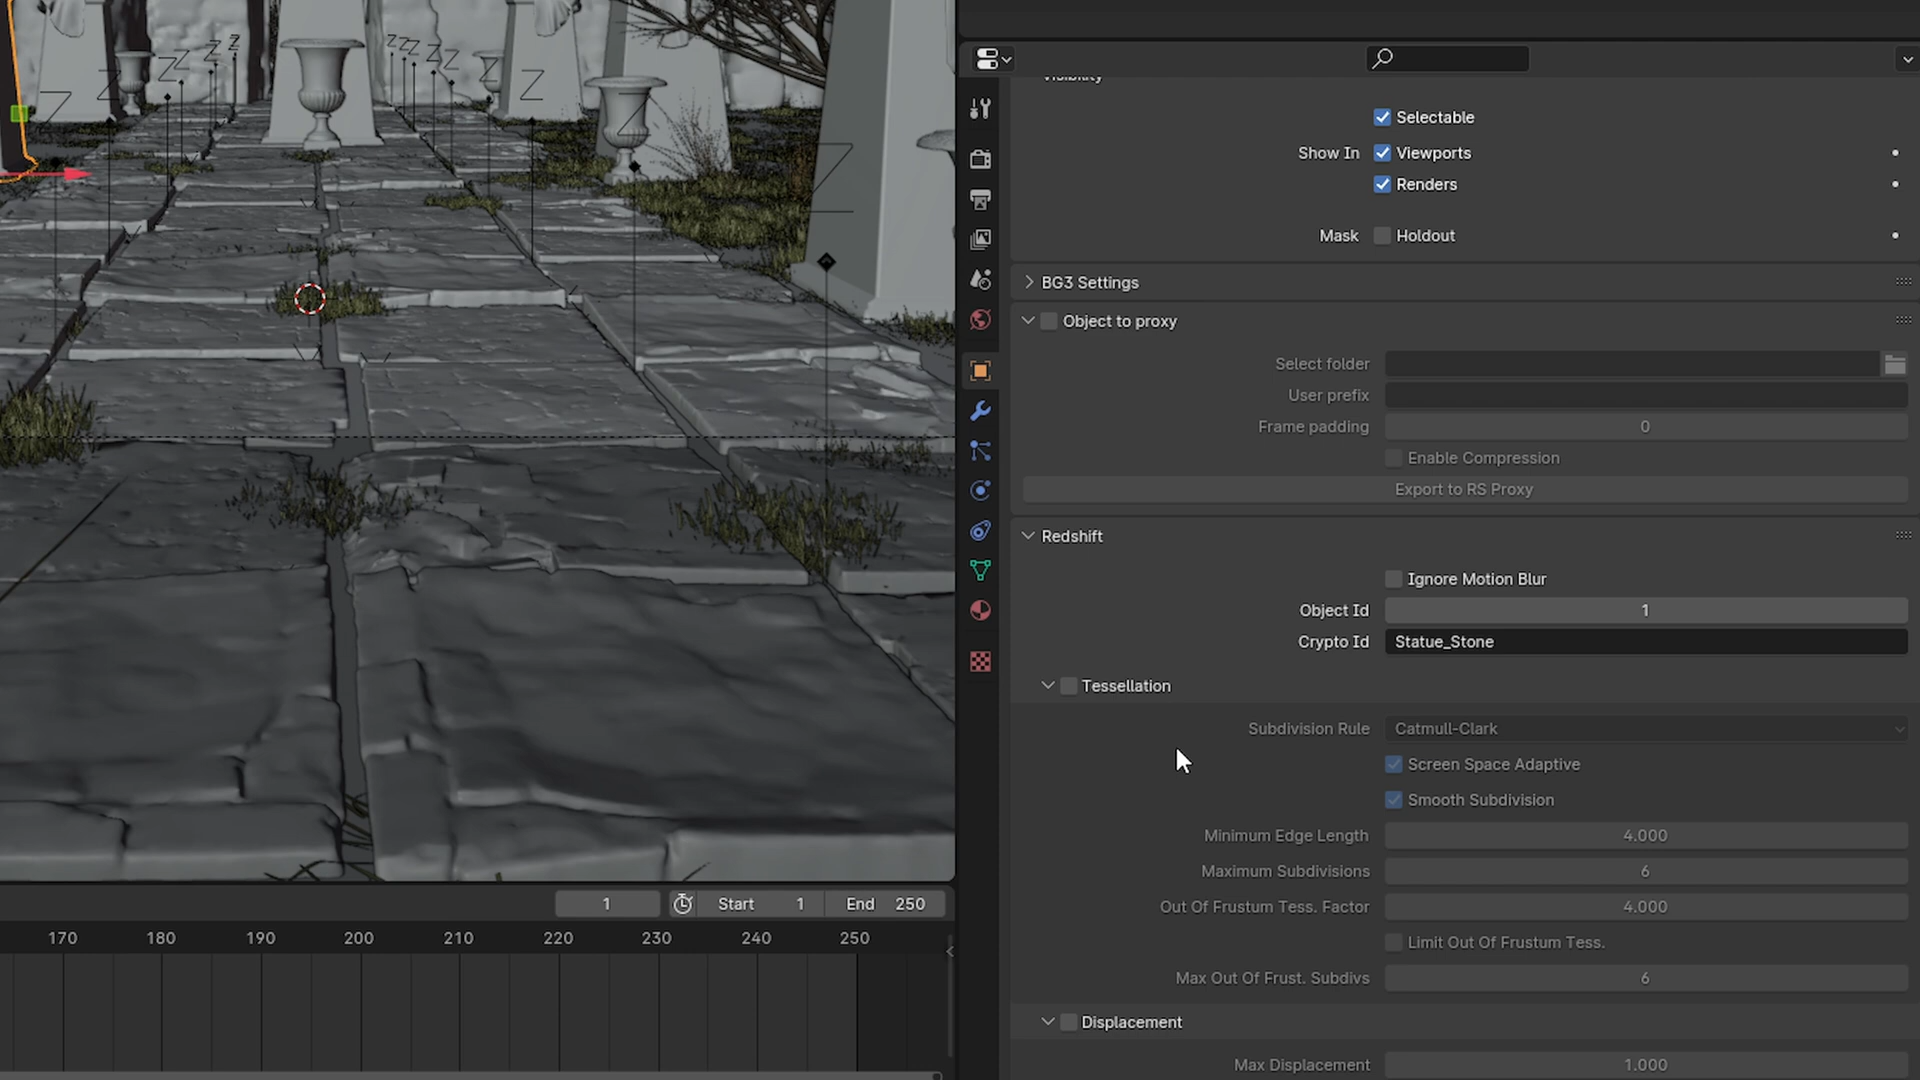 Visibility
Selectable
Show In Viewports
Renders
Mask Holdout
BG3 Settings
Object to proxy
Select folder
User prefix
Frame padding 0
Enable Compression
Export to RS Proxy
Redshift
Ignore Motion Blur
Object Id 1
Crypto Id Statue_Stone
Tessellation
Subdivision Rule Catmull-Clark
Screen Space Adaptive
Smooth Subdivision
Minimum Edge Length 4.000
Maximum Subdivisions 6
Out Of Frustum Tess. Factor 4.000
Limit Out Of Frustum Tess.
Max Out Of Frust. Subdivs 6
Displacement
Max Displacement 1.000
1 Start 1 End 250
170 180 190 200 210 220 230 240 250